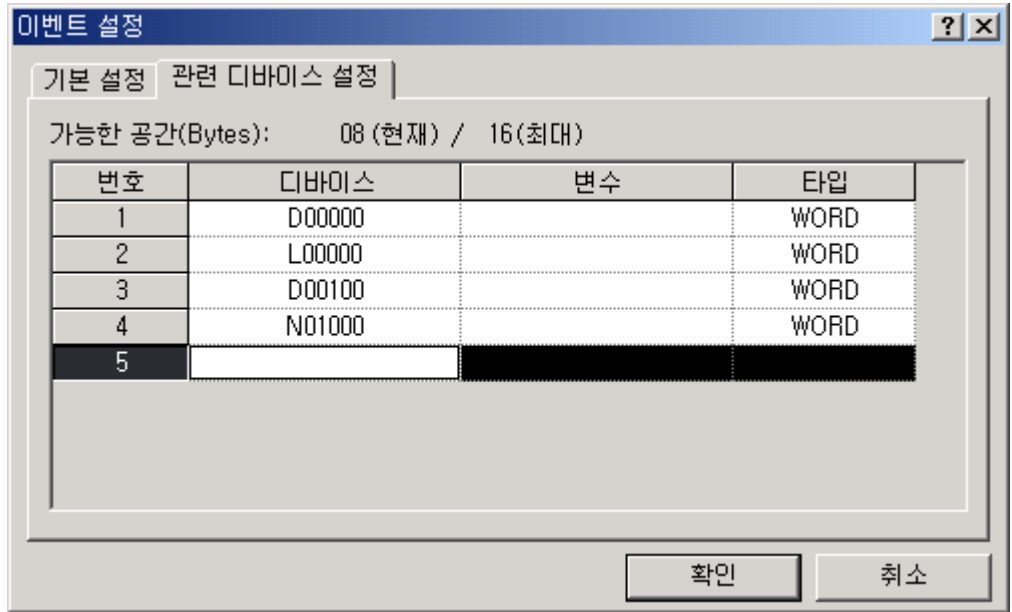 이벤트 설정
기본 설정 관련 디바이스 설정
가능한 공간(Bytes): 08 (현재) / 16(최대)
번호 디바이스 변수 타입
1 D00000 WORD
2 L00000 WORD
3 D00100 WORD
4 N01000 WORD
5
확인 취소